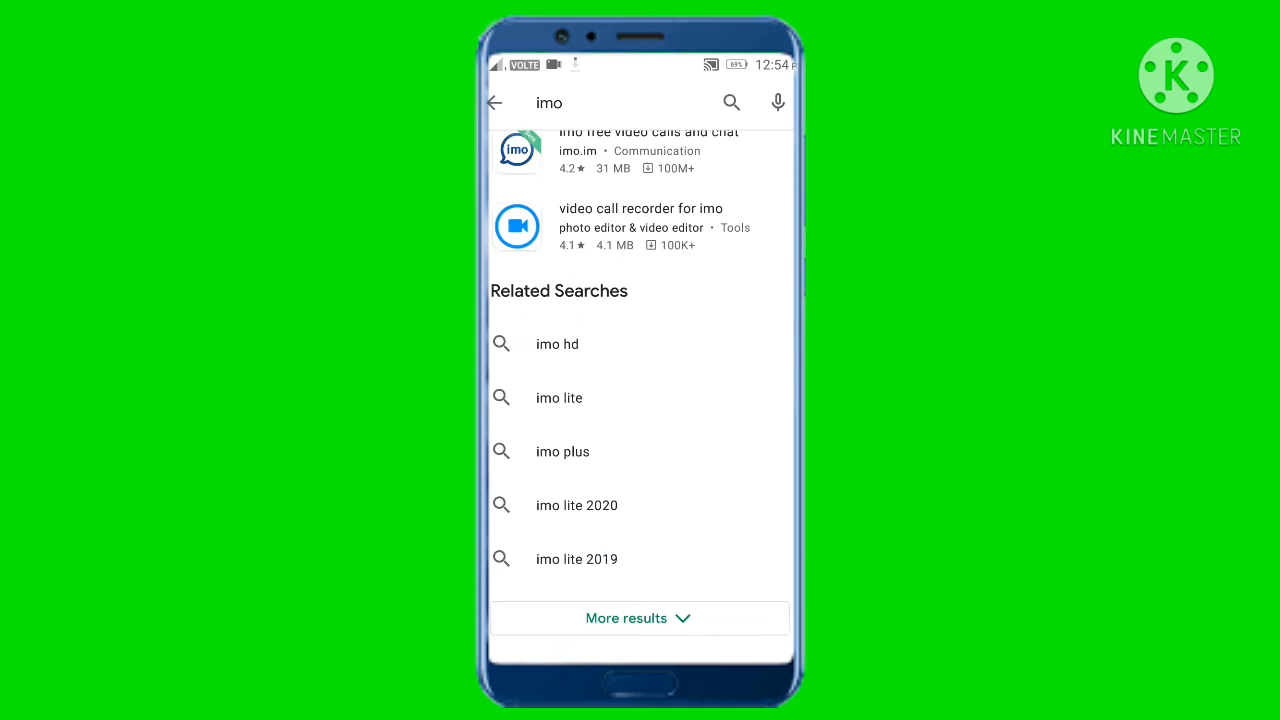 VOLTE
69%
12:54
imo
imo free video calls and chat
imo
imo.im • Communication
4.2★ 31 MB 100M+
video call recorder for imo
photo editor & video editor • Tools
4.1★ 4.1 MB 100K+
Related Searches
imo hd
imo lite
imo plus
imo lite 2020
imo lite 2019
More results
K
KINEMASTER